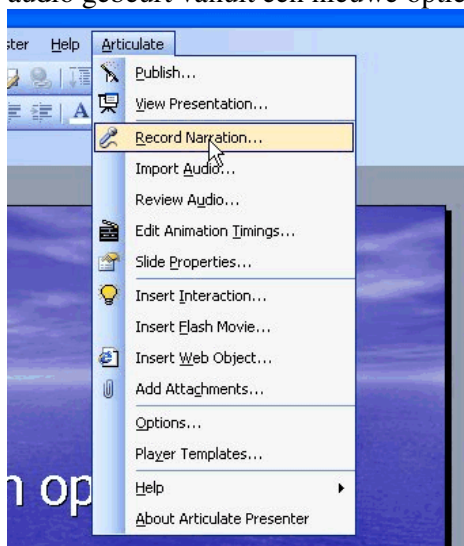 audio gebeurt vanuit een nieuwe optie
Help Articulate
Publish...
View Presentation...
Record Narration...
Import Audio...
Review Audio...
Edit Animation Timings...
Slide Properties...
Insert Interaction...
Insert Flash Movie...
Insert Web Object...
Add Attachments...
Options...
Player Templates...
Help
About Articulate Presenter
op